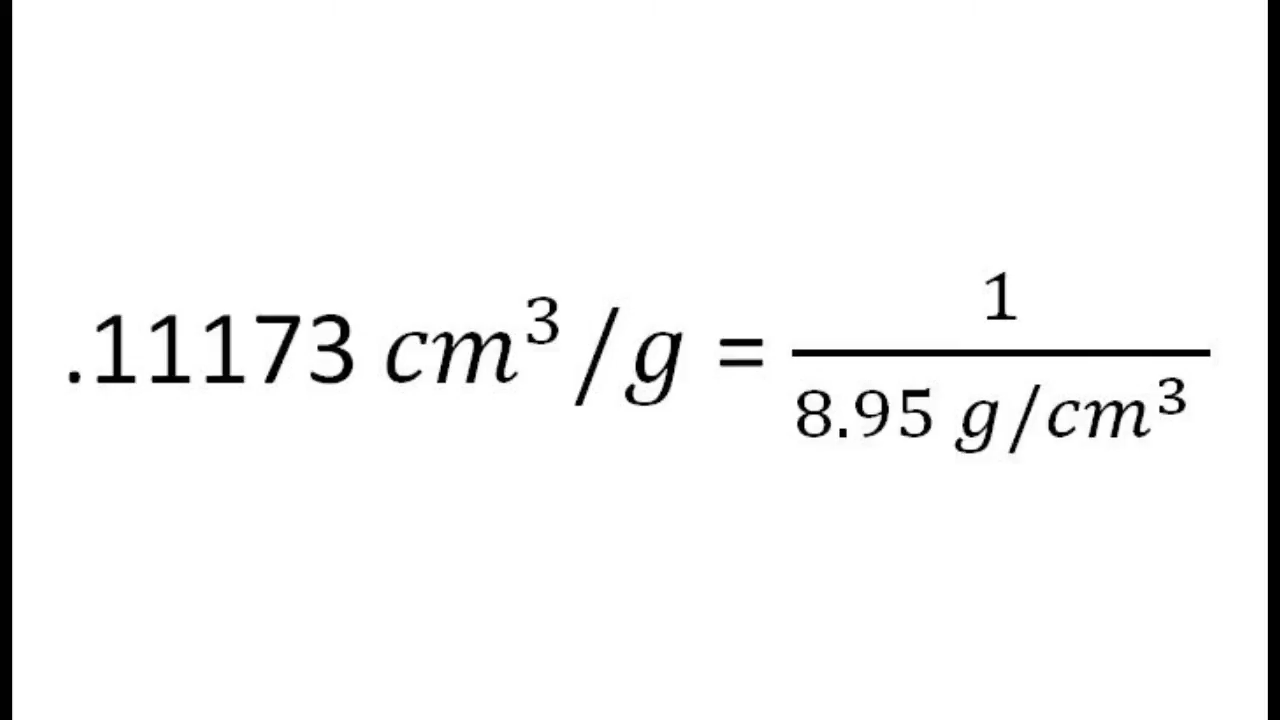 .11173 cm³/g = 1
8.95 g/cm³